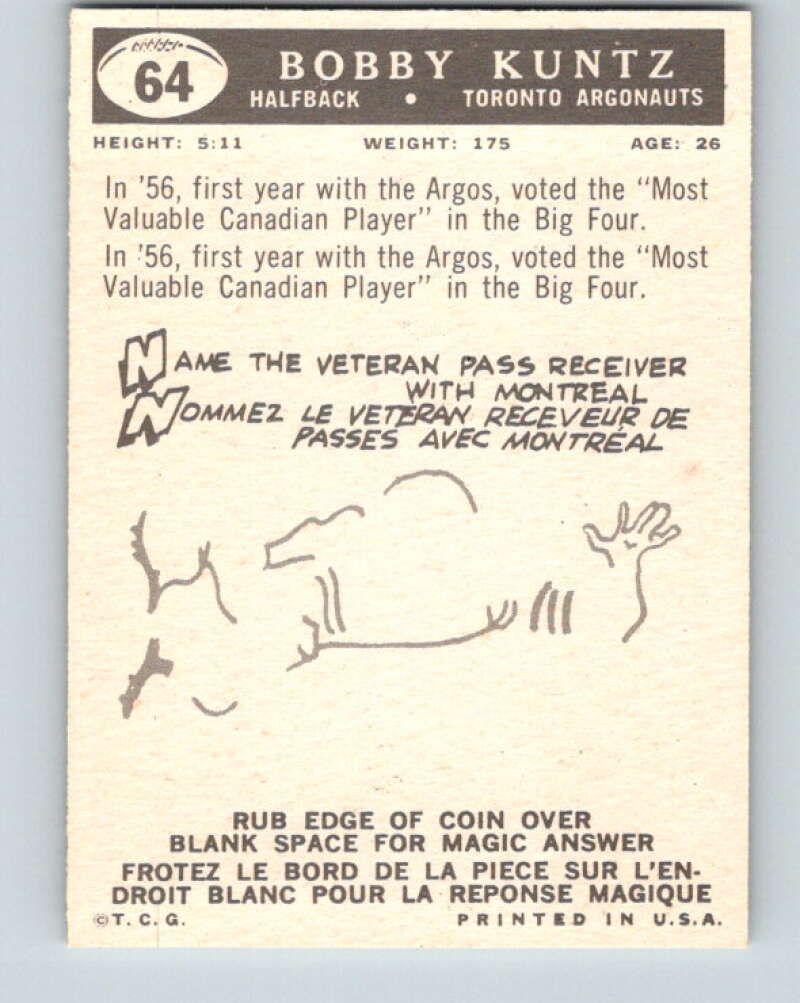 64
BOBBY KUNTZ
HALFBACK • TORONTO ARGONAUTS
HEIGHT: 5:11 WEIGHT: 175 AGE: 26
In '56, first year with the Argos, voted the "Most
Valuable Canadian Player" in the Big Four.
In '56, first year with the Argos, voted the "Most
Valuable Canadian Player" in the Big Four.
NAME THE VETERAN PASS RECEIVER
WITH MONTREAL
NOMMEZ LE VETERAN RECEVEUR DE
PASSES AVEC MONTRÉAL
RUB EDGE OF COIN OVER
BLANK SPACE FOR MAGIC ANSWER
FROTEZ LE BORD DE LA PIECE SUR L'EN-
DROIT BLANC POUR LA REPONSE MAGIQUE
©T. C. G. PRINTED IN U.S.A.